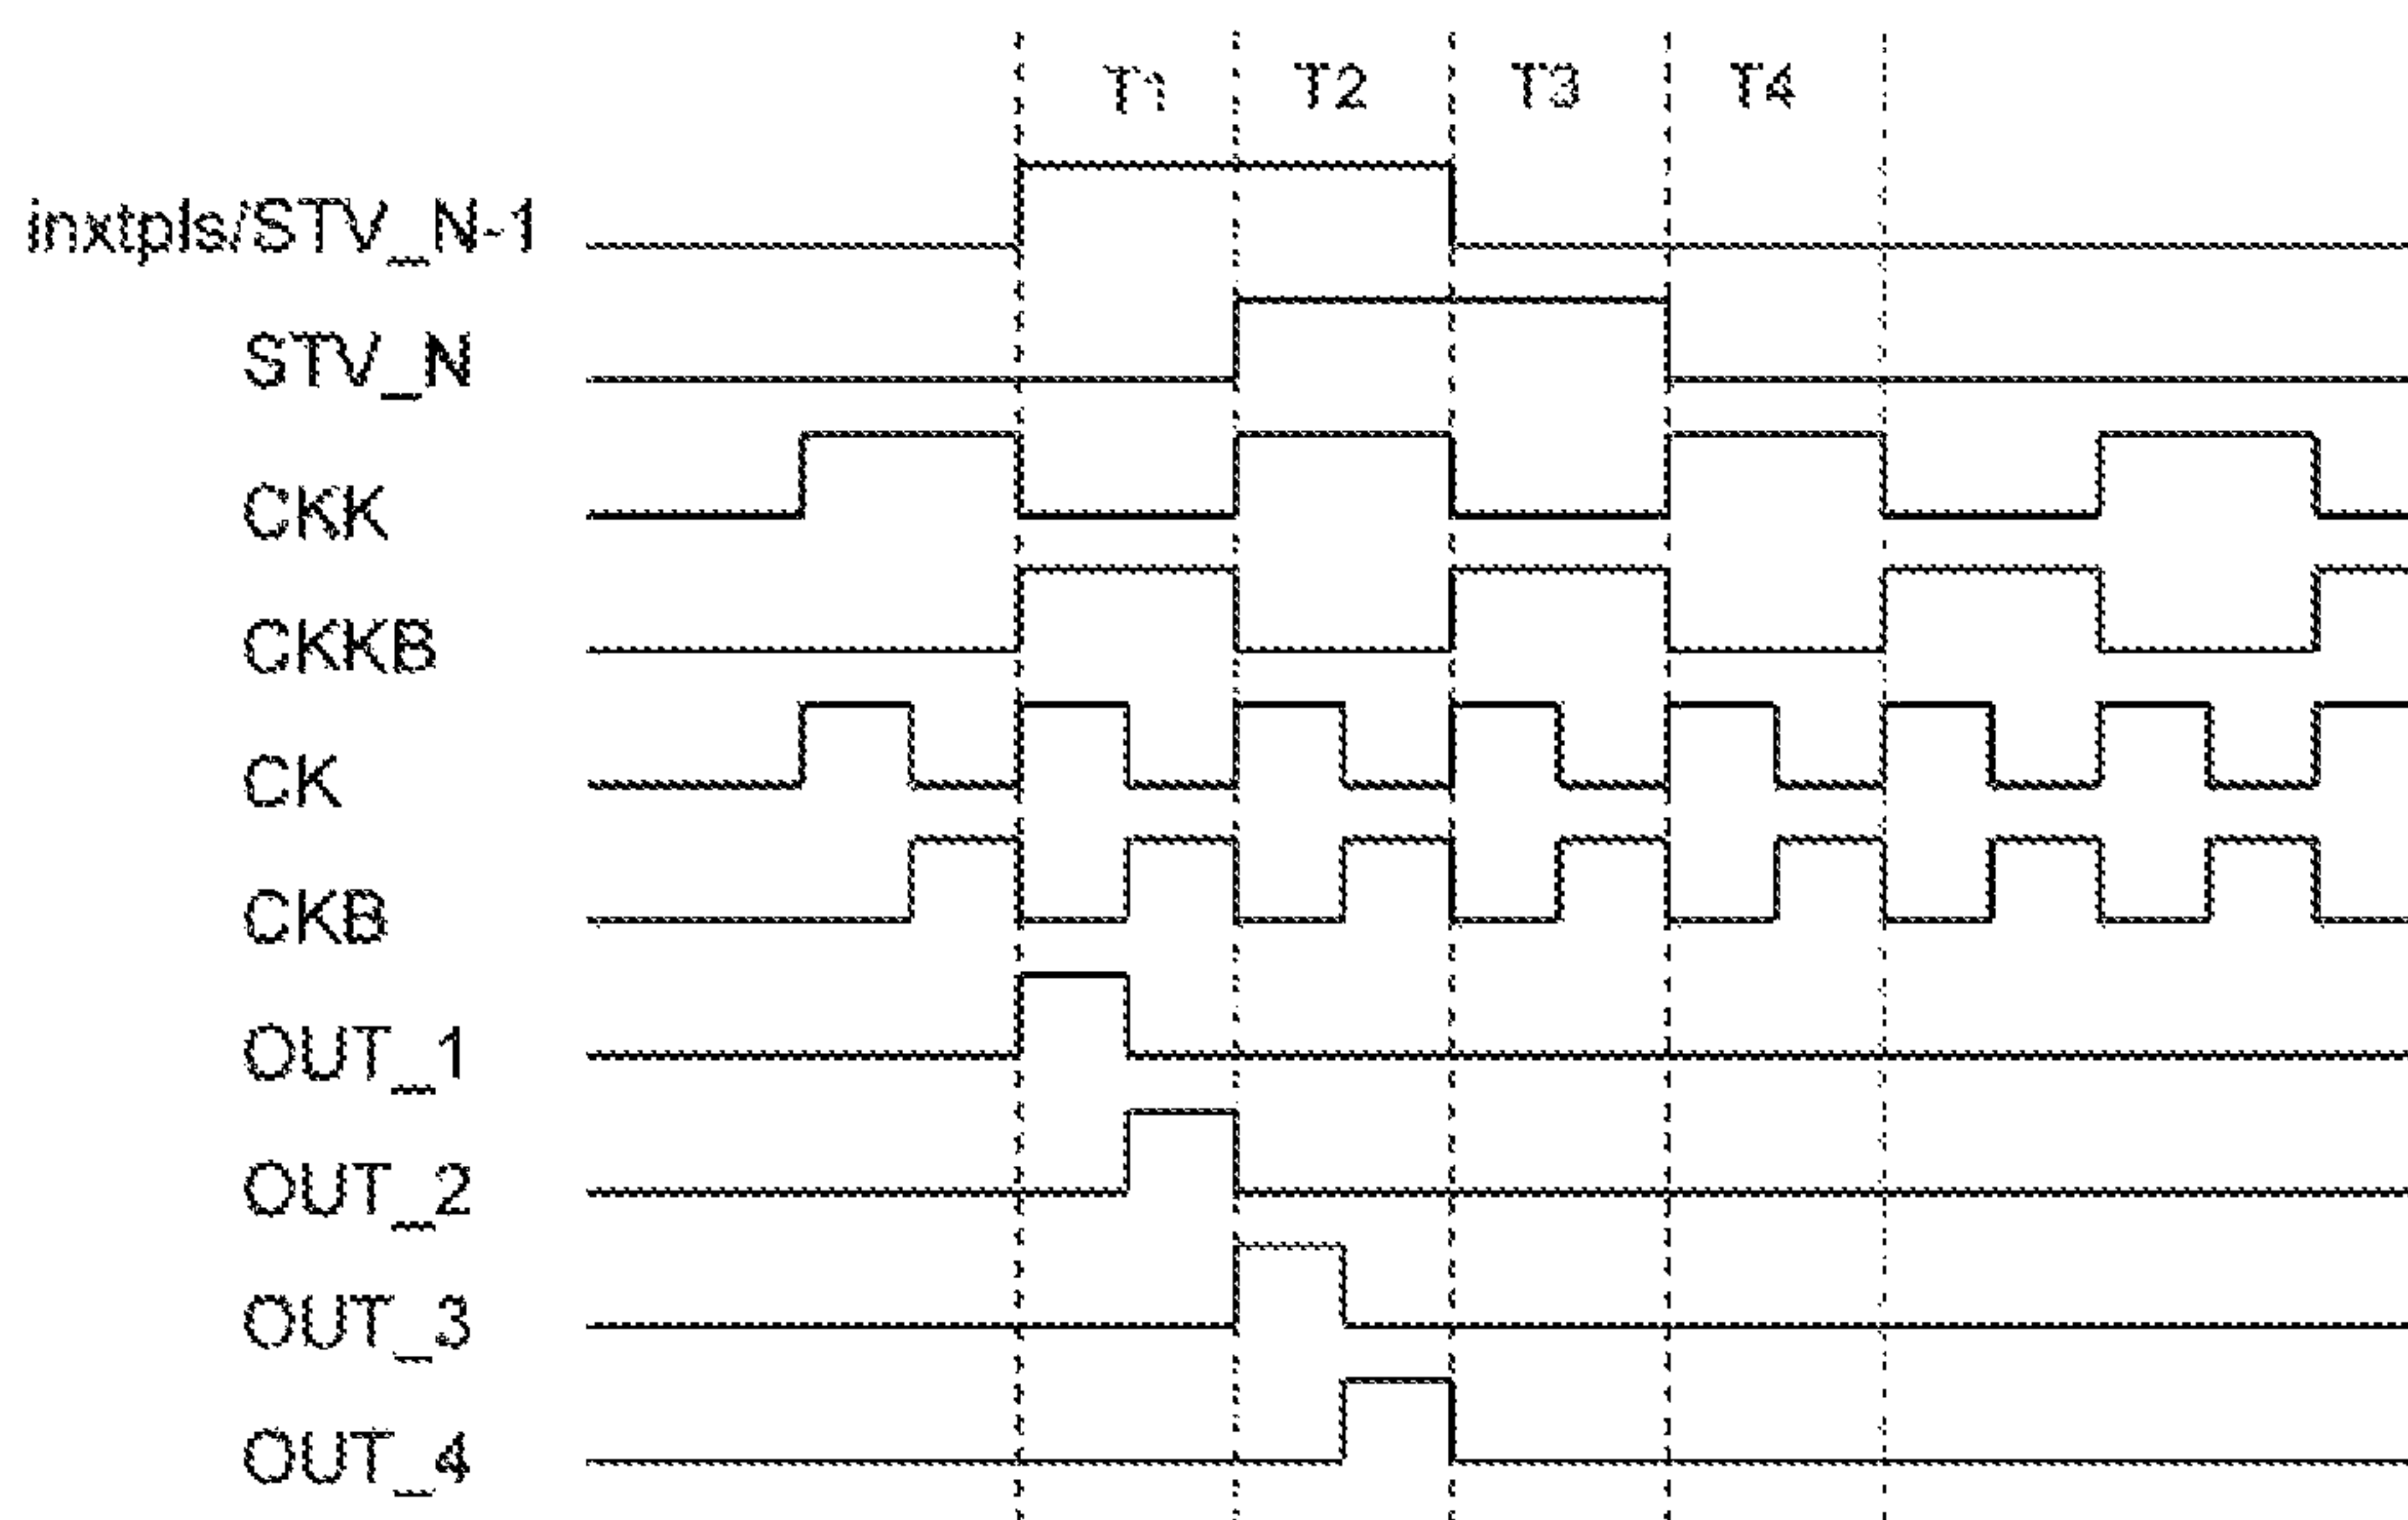 T1 T2 T3 T4
inxtpls/STV_N-1
STV_N
CKK
CKKB
CK
CKB
OUT_1
OUT_2
OUT_3
OUT_4